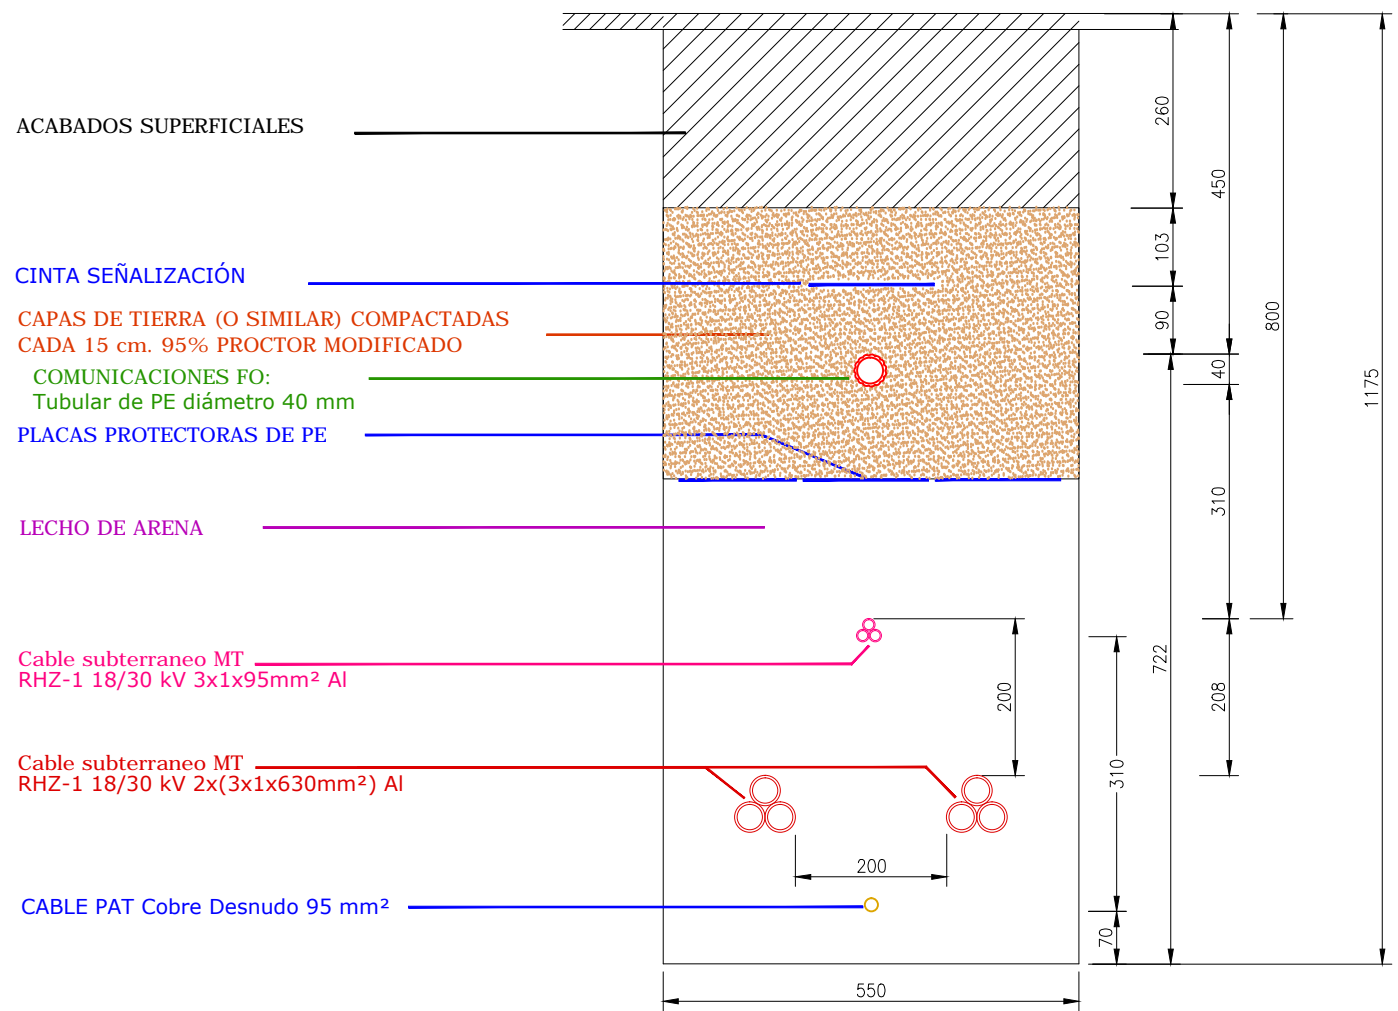 ACABADOS SUPERFICIALES
CINTA SEÑALIZACIÓN
CAPAS DE TIERRA (O SIMILAR) COMPACTADAS
CADA 15 cm. 95% PROCTOR MODIFICADO
COMUNICACIONES FO:
Tubular de PE diámetro 40 mm
PLACAS PROTECTORAS DE PE
LECHO DE ARENA
Cable subterraneo MT
RHZ-1 18/30 kV 3x1x95mm² Al
Cable subterraneo MT
RHZ-1 18/30 kV 2x(3x1x630mm²) Al
CABLE PAT Cobre Desnudo 95 mm²
260
450
103
90
800
40
1175
310
722
200
208
310
200
70
550